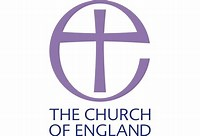 THE CHURCH
OF ENGLAND